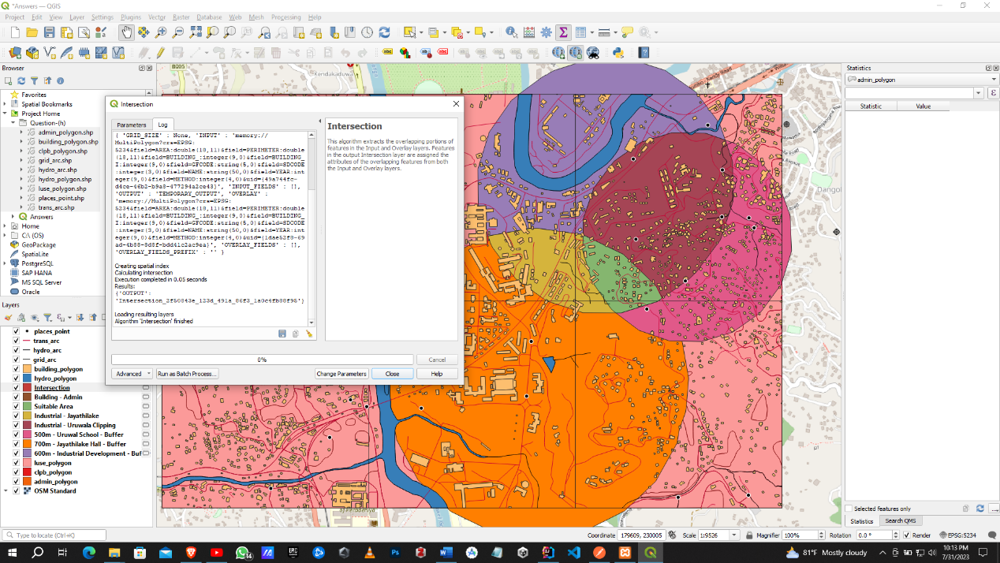 *Answers — QGIS
Project Edit View Layer Settings Plugins Vector Raster Database Web Mesh Processing Help
Browser
Favorites
Spatial Bookmarks
Project Home
Question-(h)
admin_polygon.shp
building_polygon.shp
clpb_polygon.shp
grid_arc.shp
hydro_arc.shp
hydro_polygon.shp
luse_polygon.shp
places_point.shp
trans_arc.shp
Answers
Home
C:\ (OS)
GeoPackage
SpatiaLite
PostgreSQL
SAP HANA
MS SQL Server
Oracle
Layers
places_point
trans_arc
hydro_arc
grid_arc
building_polygon
hydro_polygon
Intersection
Building - Admin
Suitable Area
Industrial - Jayathilake
Industrial - Uruwala Clipping
500m - Uruwal School - Buffer
700m - Jayathilake Hall - Buffer
600m - Industrial Development - Buf
luse_polygon
clpb_polygon
admin_polygon
OSM Standard
B005
Kendakaduwa
Dangol
Intersection
Parameters Log
{ 'GRID_SIZE' : None, 'INPUT' : 'memory://
MultiPolygon?crs=EPSG:
5234&field=AREA:double(18,11)&field=PERIMETER:double
(18,11)&field=BUILDING_:integer(9,0)&field=BUILDING_
I:integer(9,0)&field=GFCODE:string(5,0)&field=SDCODE
:integer(3,0)&field=NAME:string(50,0)&field=YEAR:int
eger(9,0)&field=METHOD:integer(4,0)&uid={49a744fc-
d4ce-46b2-b9a8-477294a2ce43}', 'INPUT_FIELDS' : [],
'OUTPUT' : 'TEMPORARY_OUTPUT', 'OVERLAY' :
'memory://MultiPolygon?crs=EPSG:
5234&field=AREA:double(18,11)&field=PERIMETER:double
(18,11)&field=BUILDING_:integer(9,0)&field=BUILDING_
I:integer(9,0)&field=GFCODE:string(5,0)&field=SDCODE
:integer(3,0)&field=NAME:string(50,0)&field=YEAR:int
eger(9,0)&field=METHOD:integer(4,0)&uid={1dae52f8-69
ad-4b88-9d8f-bdd41c2ac9ea}', 'OVERLAY_FIELDS' : [],
'OVERLAY_FIELDS_PREFIX' : '' }
Creating spatial index
Calculating intersection
Execution completed in 0.05 seconds
Results:
{'OUTPUT':
'Intersection_2f50843e_123d_491a_86f3_1a0c4fb88f95'}
Loading resulting layers
Algorithm 'Intersection' finished
Intersection
This algorithm extracts the overlapping portions of
features in the Input and Overlay layers. Features
in the output Intersection layer are assigned the
attributes of the overlapping features from both
the Input and Overlay layers.
0%
Cancel
Advanced Run as Batch Process... Change Parameters Close Help
Statistics
admin_polygon
Statistic Value
Selected features only
Statistics Search QMS
Type to locate (Ctrl+K)
Coordinate 179609, 230005 Scale 1:9526 Magnifier 100% Rotation 0.0 ° Render EPSG:5234
14
81°F Mostly cloudy
10:13 PM
7/31/2023